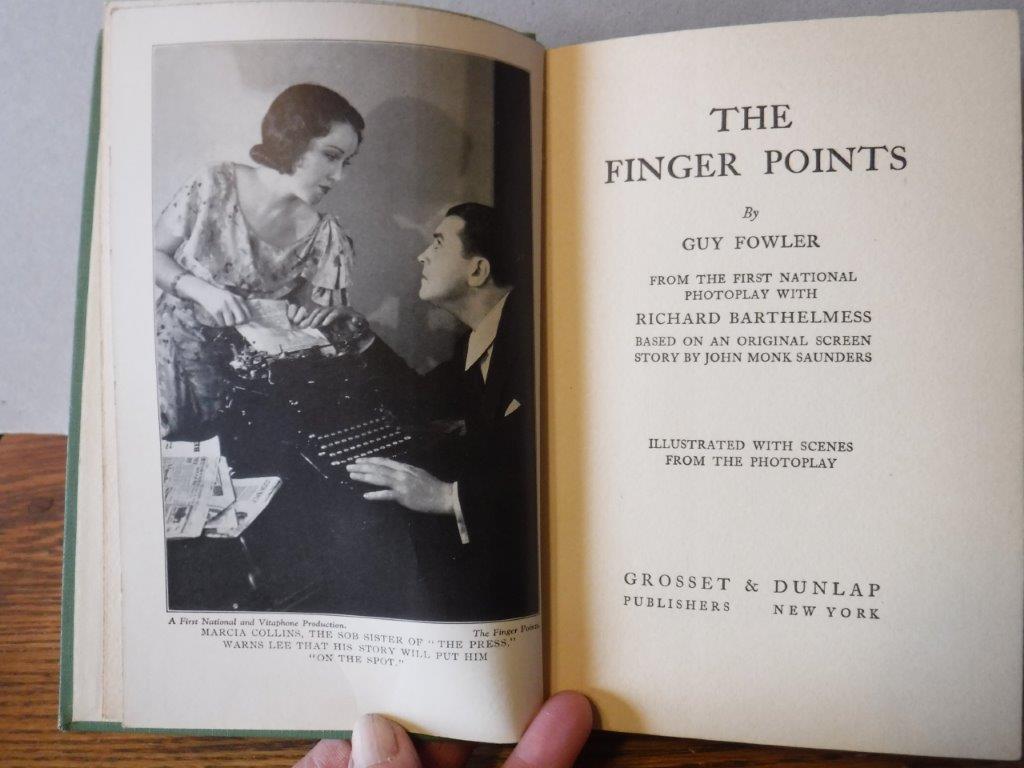 A First National and Vitaphone Production.
The Finger Points.
MARCIA COLLINS, THE SOB SISTER OF "THE PRESS,"
WARNS LEE THAT HIS STORY WILL PUT HIM
"ON THE SPOT."
THE
FINGER POINTS
By
GUY FOWLER
FROM THE FIRST NATIONAL
PHOTOPLAY WITH
RICHARD BARTHELMESS
BASED ON AN ORIGINAL SCREEN
STORY BY JOHN MONK SAUNDERS
ILLUSTRATED WITH SCENES
FROM THE PHOTOPLAY
GROSSET & DUNLAP
PUBLISHERS NEW YORK